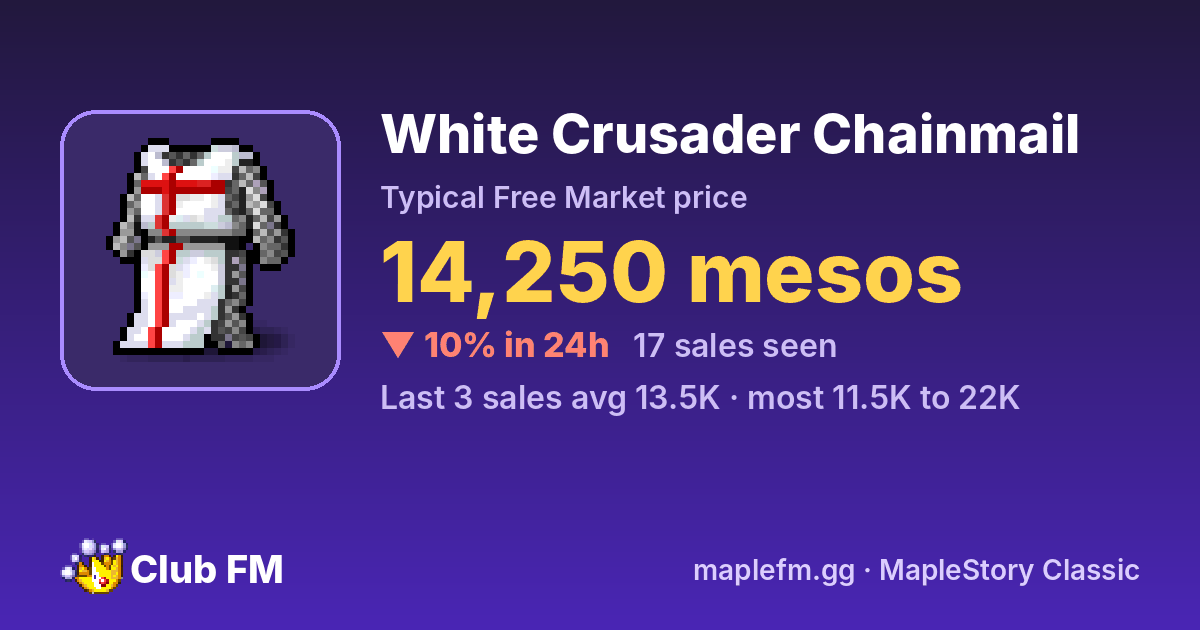 White Crusader Chainmail
Typical Free Market price
14,250 mesos
▼ 10% in 24h 17 sales seen
Last 3 sales avg 13.5K · most 11.5K to 22K
Club FM
maplefm.gg · MapleStory Classic